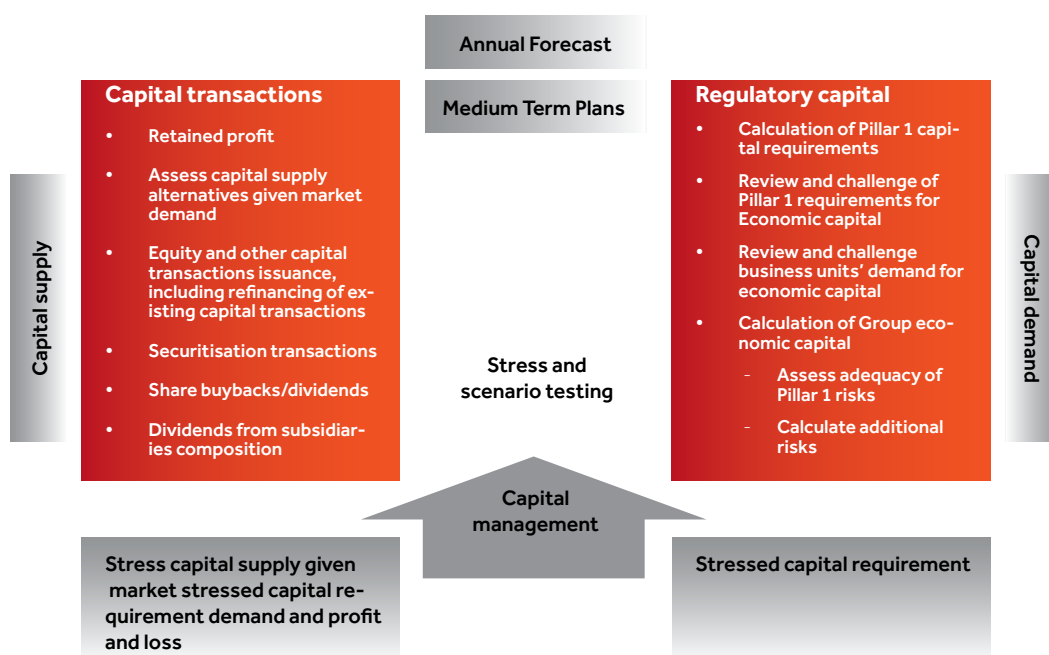 Annual Forecast
Medium Term Plans
Capital supply
Capital transactions
• Retained profit
• Assess capital supply
alternatives given market
demand
• Equity and other capital
transactions issuance,
including refinancing of ex-
isting capital transactions
• Securitisation transactions
• Share buybacks/dividends
• Dividends from subsidiar-
ies composition
Stress and
scenario testing
Regulatory capital
• Calculation of Pillar 1 capi-
tal requirements
• Review and challenge of
Pillar 1 requirements for
Economic capital
• Review and challenge
business units’ demand for
economic capital
• Calculation of Group eco-
nomic capital
- Assess adequacy of
Pillar 1 risks
- Calculate additional
risks
Capital demand
Capital
management
Stress capital supply given
market stressed capital re-
quirement demand and profit
and loss
Stressed capital requirement